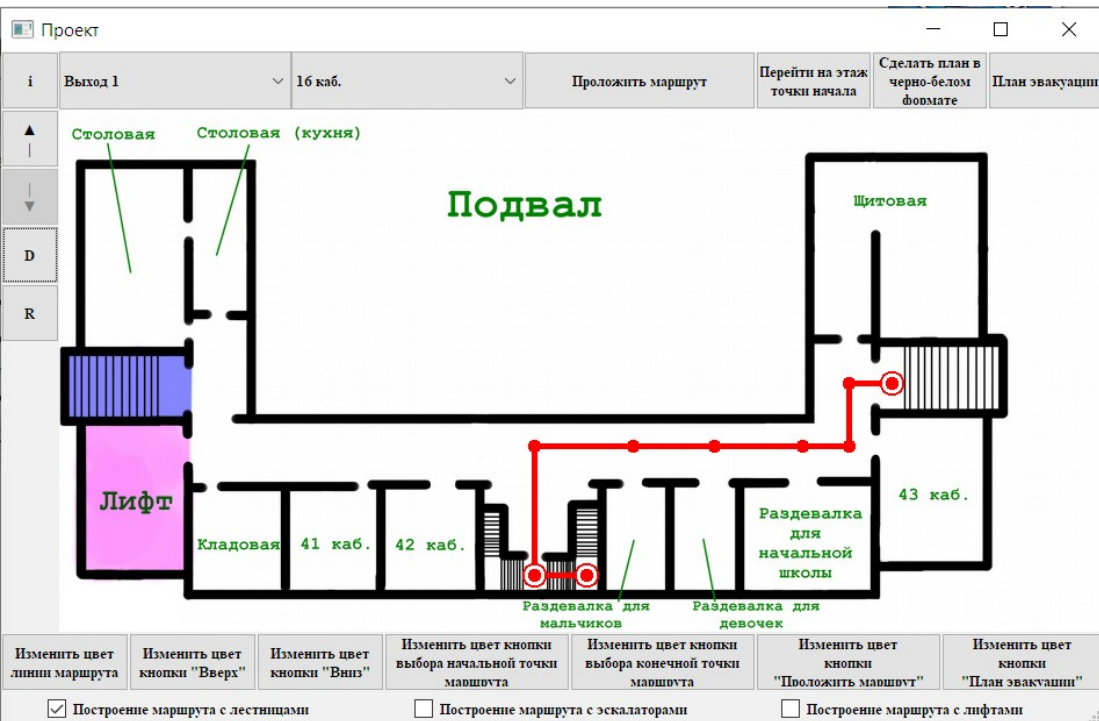 Проект
i
Выход 1
16 каб.
Проложить маршрут
Перейти на этаж
точки начала
Сделать план в
черно-белом
формате
План эвакуации
D
R
Столовая
Столовая (кухня)
Подвал
Щитовая
Лифт
Кладовая
41 каб.
42 каб.
Раздевалка
для
начальной
школы
43 каб.
Раздевалка для
мальчиков
Раздевалка для
девочек
Изменить цвет
линии маршрута
Изменить цвет
кнопки "Вверх"
Изменить цвет
кнопки "Вниз"
Изменить цвет кнопки
выбора начальной точки
маршрута
Изменить цвет кнопки
выбора конечной точки
маршрута
Изменить цвет
кнопки
"Проложить маршрут"
Изменить цвет
кнопки
"План эвакуации"
Построение маршрута с лестницами
Построение маршрута с эскалаторами
Построение маршрута с лифтами